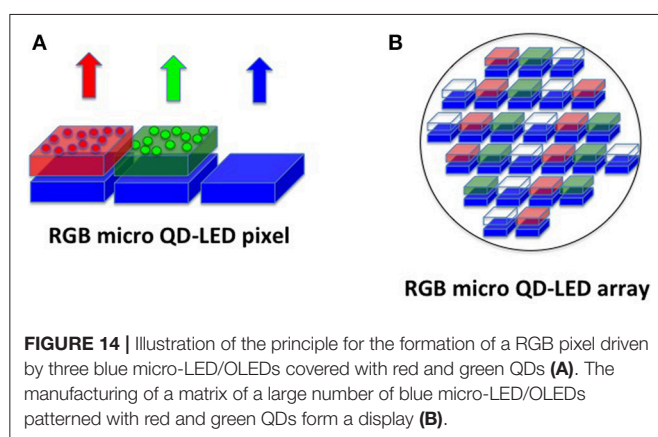 A
B
RGB micro QD-LED pixel
RGB micro QD-LED array
FIGURE 14 | Illustration of the principle for the formation of a RGB pixel driven
by three blue micro-LED/OLEDs covered with red and green QDs (A). The
manufacturing of a matrix of a large number of blue micro-LED/OLEDs
patterned with red and green QDs form a display (B).